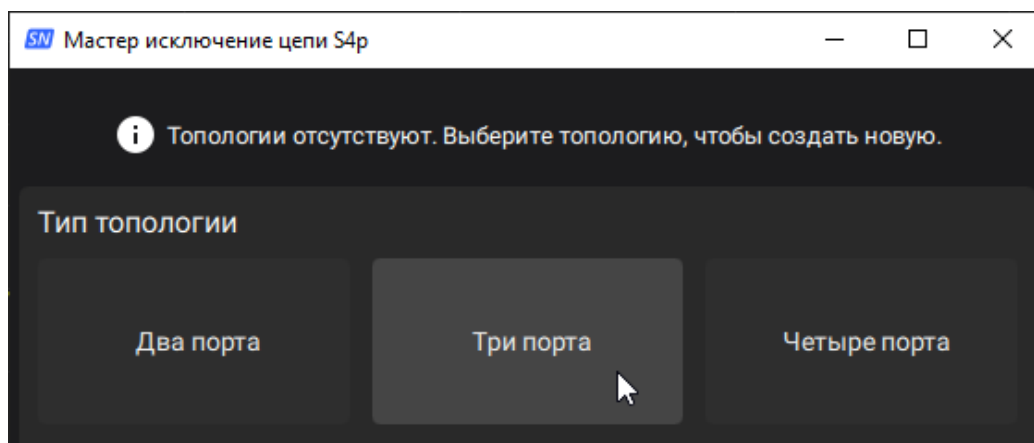 SN Мастер исключение цепи S4p
Топологии отсутствуют. Выберите топологию, чтобы создать новую.
Тип топологии
Два порта
Три порта
Четыре порта